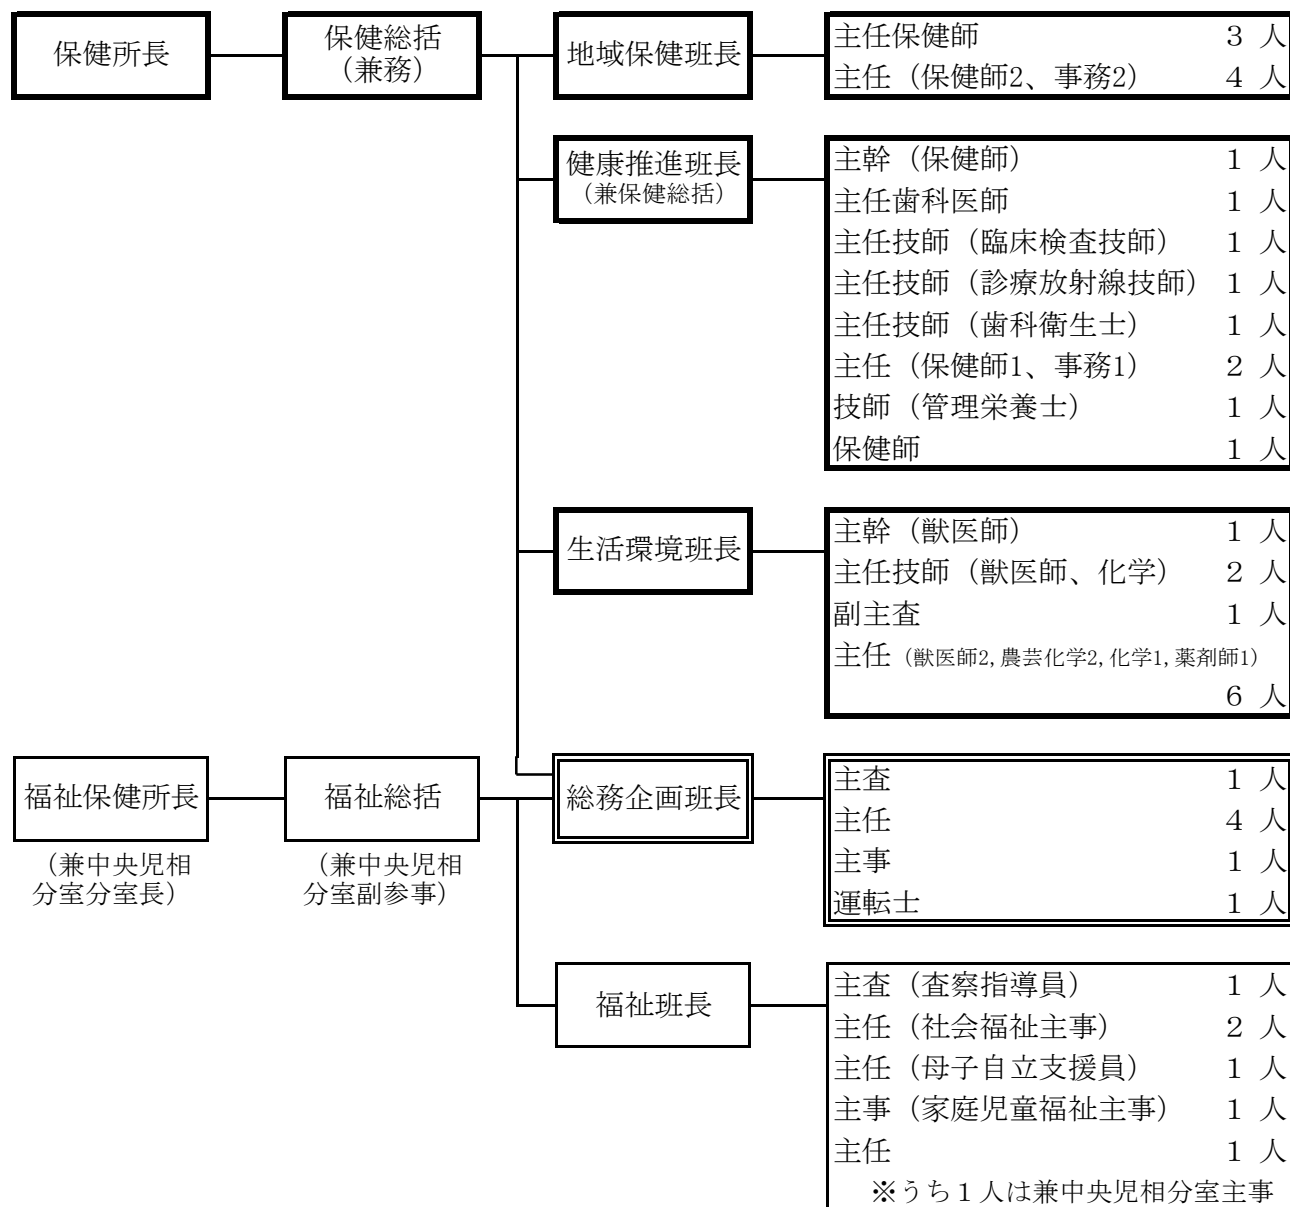 保健所長
保健総括
（兼務）
地域保健班長
主任保健師 3 人
主任（保健師2、事務2） 4 人
健康推進班長
（兼保健総括）
主幹（保健師） 1 人
主任歯科医師 1 人
主任技師（臨床検査技師） 1 人
主任技師（診療放射線技師） 1 人
主任技師（歯科衛生士） 1 人
主任（保健師1、事務1） 2 人
技師（管理栄養士） 1 人
保健師 1 人
生活環境班長
主幹（獣医師） 1 人
主任技師（獣医師、化学） 2 人
副主査 1 人
主任（獣医師2,農芸化学2,化学1,薬剤師1）
6 人
福祉保健所長
（兼中央児相
分室分室長）
福祉総括
（兼中央児相
分室副参事）
総務企画班長
主査 1 人
主任 4 人
主事 1 人
運転士 1 人
福祉班長
主査（査察指導員） 1 人
主任（社会福祉主事） 2 人
主任（母子自立支援員） 1 人
主事（家庭児童福祉主事） 1 人
主任 1 人
※うち１人は兼中央児相分室主事